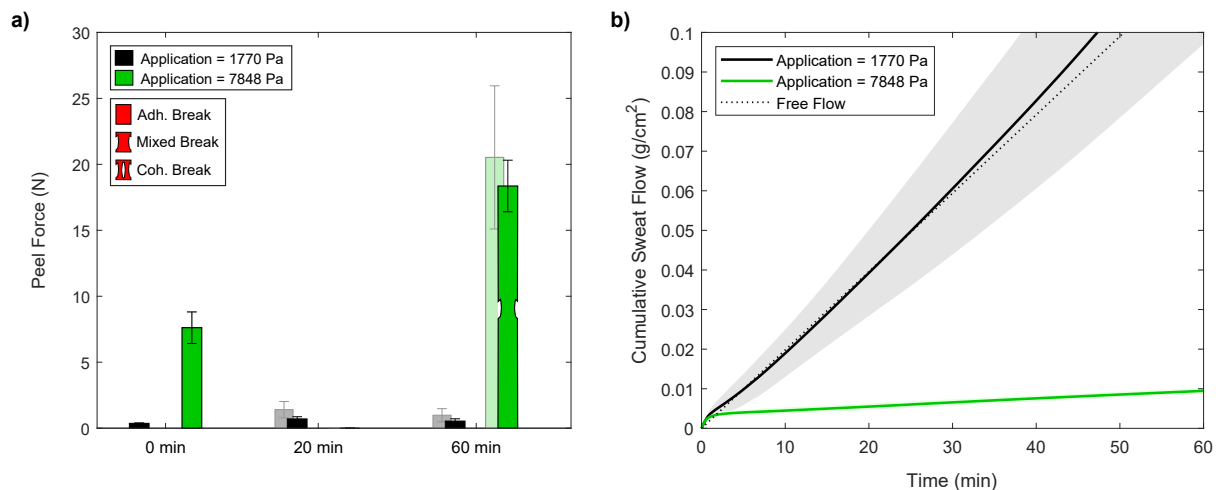 a)
30
25
20
15
10
5
0
Peel Force (N)
Application = 1770 Pa
Application = 7848 Pa
Adh. Break
Mixed Break
Coh. Break
0 min
20 min
60 min
b)
0.1
0.09
0.08
0.07
0.06
0.05
0.04
0.03
0.02
0.01
0
Cumulative Sweat Flow (g/cm²)
Application = 1770 Pa
Application = 7848 Pa
Free Flow
0
10
20
30
40
50
60
Time (min)